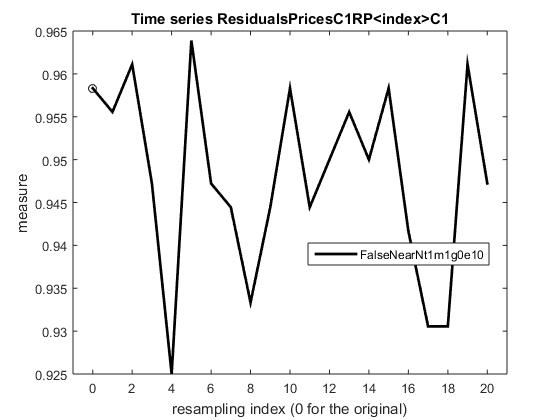 Time series ResidualsPricesC1RP<index>C1
0.965
0.96
0.955
0.95
0.945
0.94
0.935
0.93
0.925
measure
FalseNearNt1m1g0e10
0 2 4 6 8 10 12 14 16 18 20
resampling index (0 for the original)